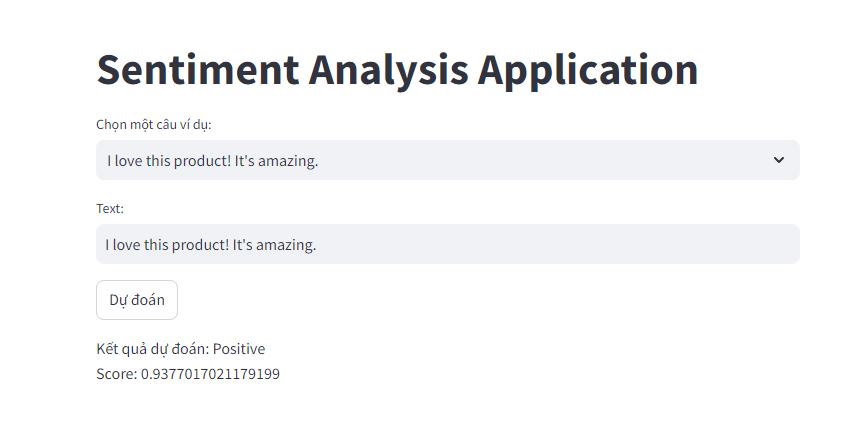 Sentiment Analysis Application
Chọn một câu ví dụ:
I love this product! It's amazing.
Text:
I love this product! It's amazing.
Dự đoán
Kết quả dự đoán: Positive
Score: 0.9377017021179199